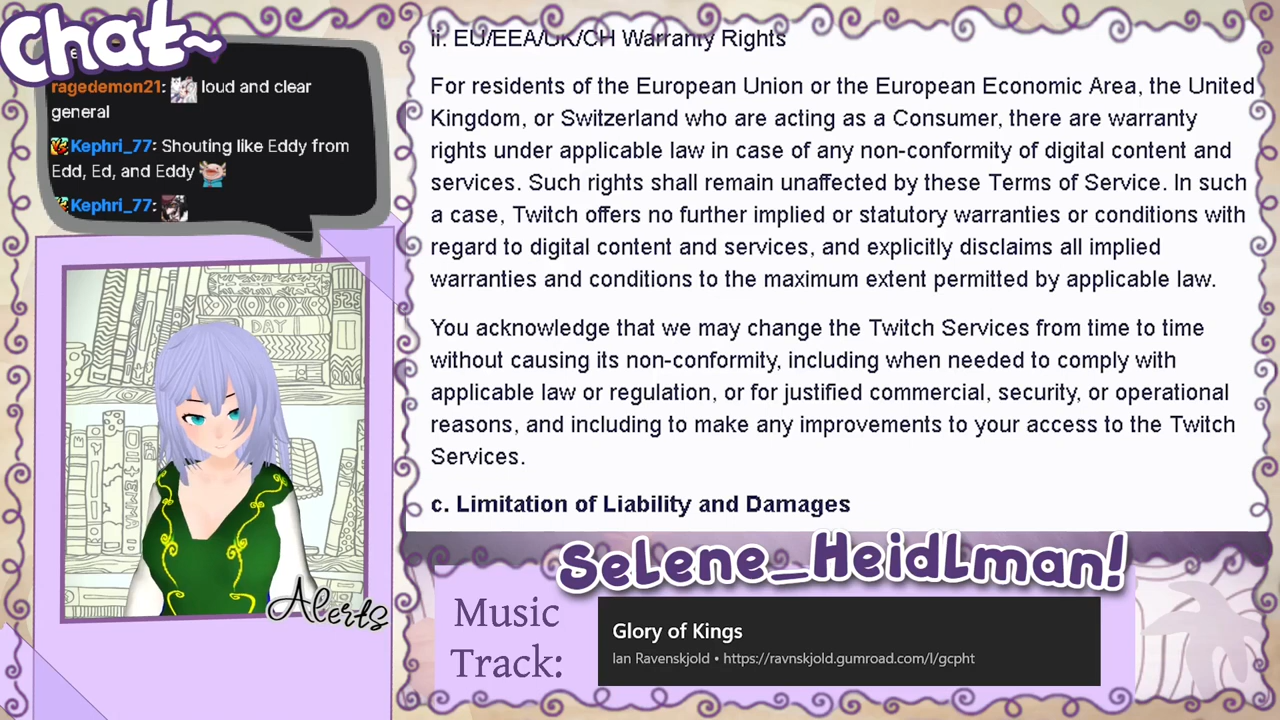 Chat~
ragedemon21: loud and clear
general
Kephri_77: Shouting like Eddy from
Edd, Ed, and Eddy
Kephri_77:
DAY
EMMA
Alerts
ii. EU/EEA/UK/CH Warranty Rights
For residents of the European Union or the European Economic Area, the United
Kingdom, or Switzerland who are acting as a Consumer, there are warranty
rights under applicable law in case of any non-conformity of digital content and
services. Such rights shall remain unaffected by these Terms of Service. In such
a case, Twitch offers no further implied or statutory warranties or conditions with
regard to digital content and services, and explicitly disclaims all implied
warranties and conditions to the maximum extent permitted by applicable law.
You acknowledge that we may change the Twitch Services from time to time
without causing its non-conformity, including when needed to comply with
applicable law or regulation, or for justified commercial, security, or operational
reasons, and including to make any improvements to your access to the Twitch
Services.
c. Limitation of Liability and Damages
Selene_Heidlman!
Music
Track:
Glory of Kings
Ian Ravenskjold • https://ravnskjold.gumroad.com/l/gcpht